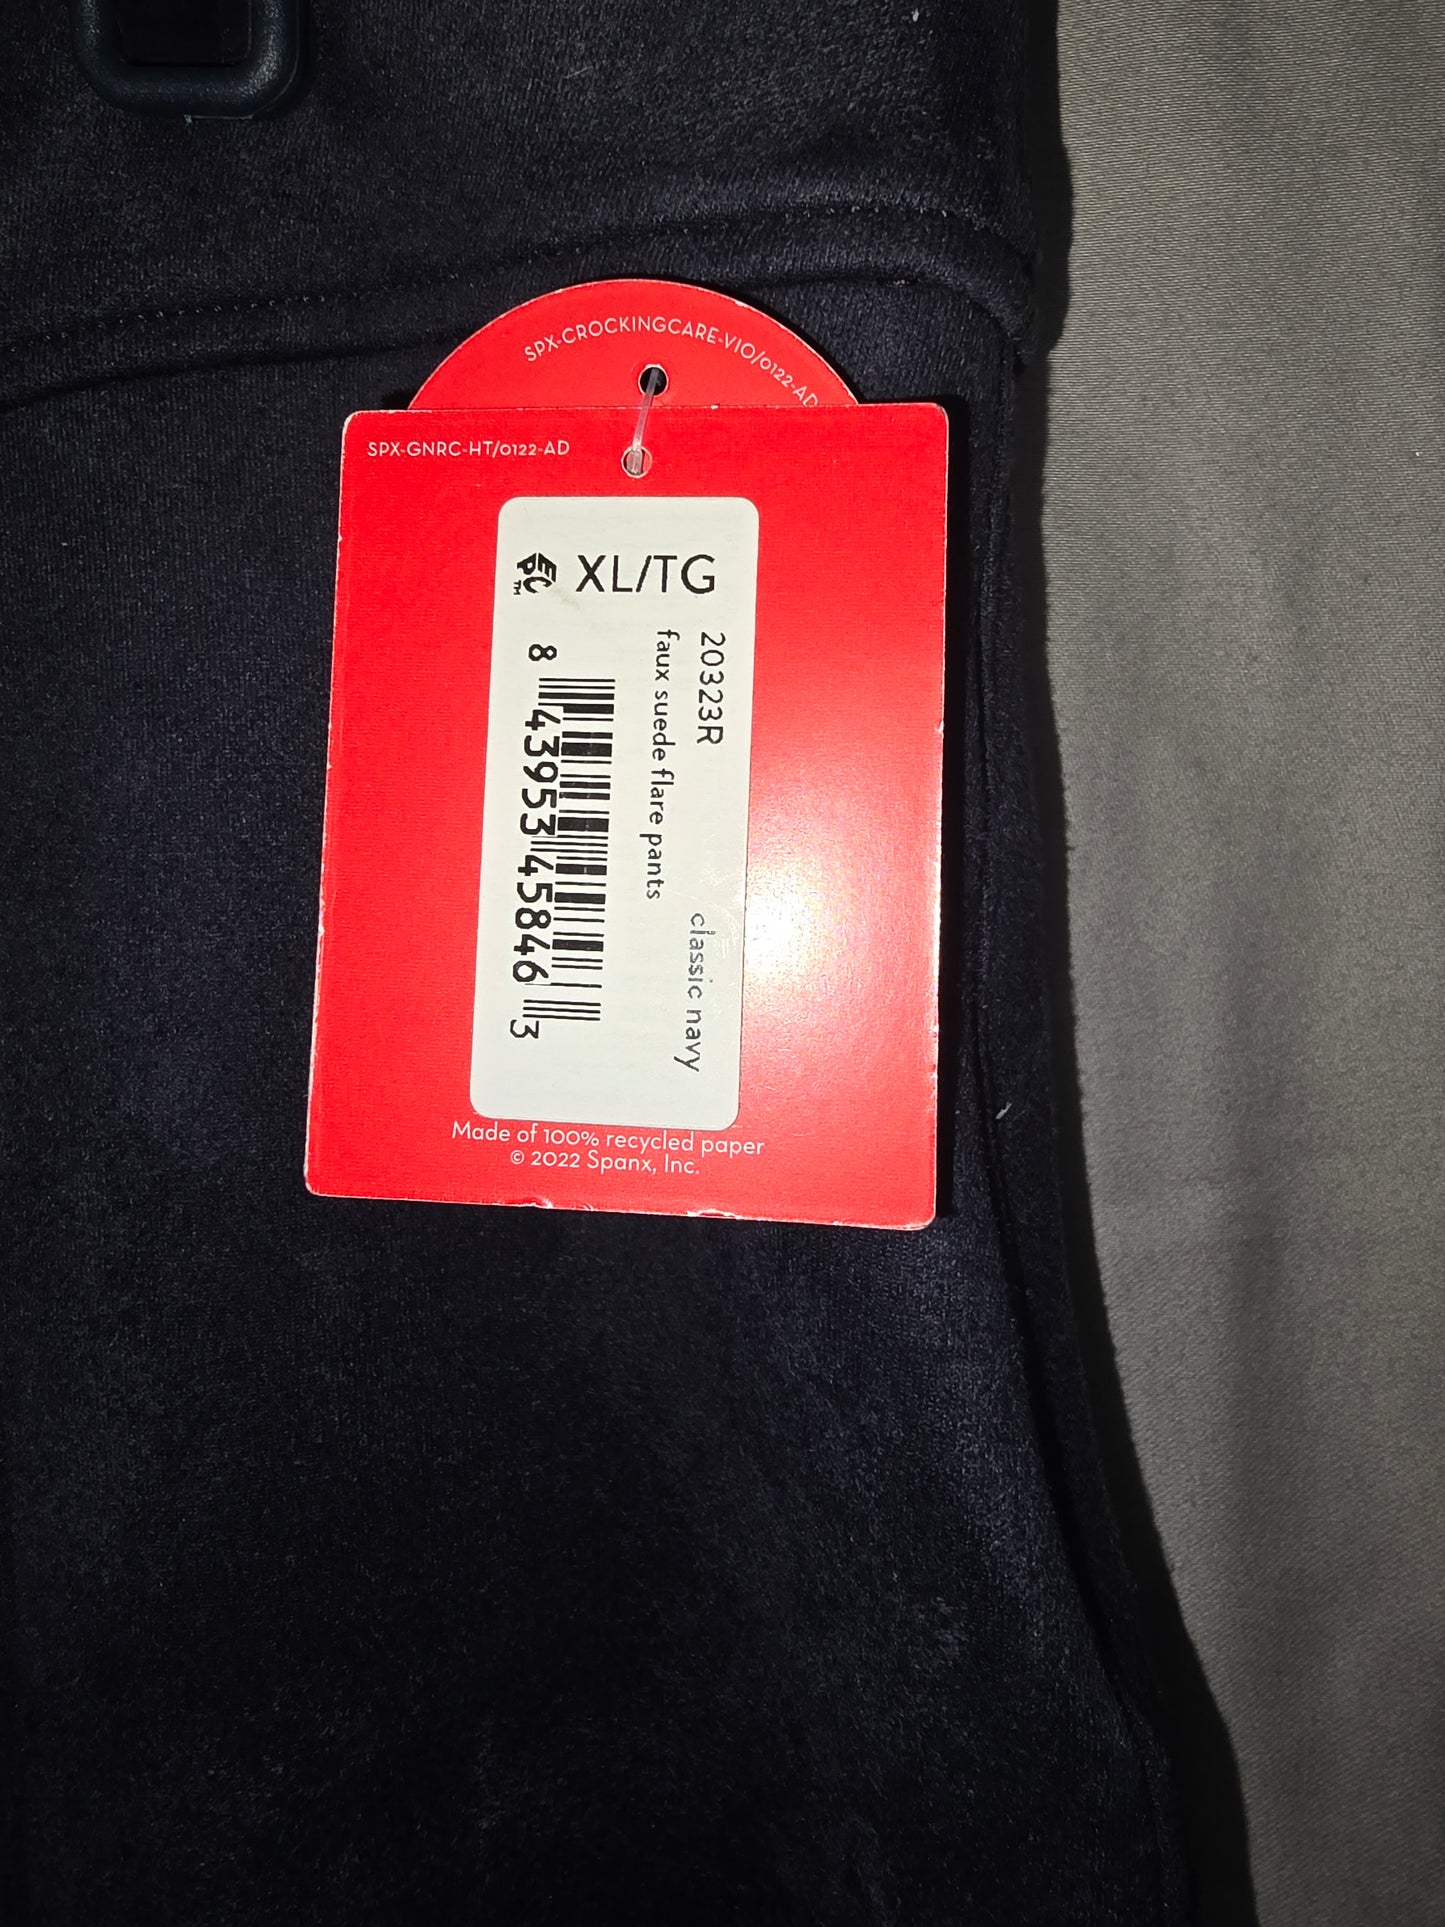 SPX-CROCKINGCARE-VIO/0122-AD
SPX-GNRC-HT/0122-AD
XL/TG
EPC™
20323R
classic navy
faux suede flare pants
8 43953 45846 3
Made of 100% recycled paper
© 2022 Spanx, Inc.